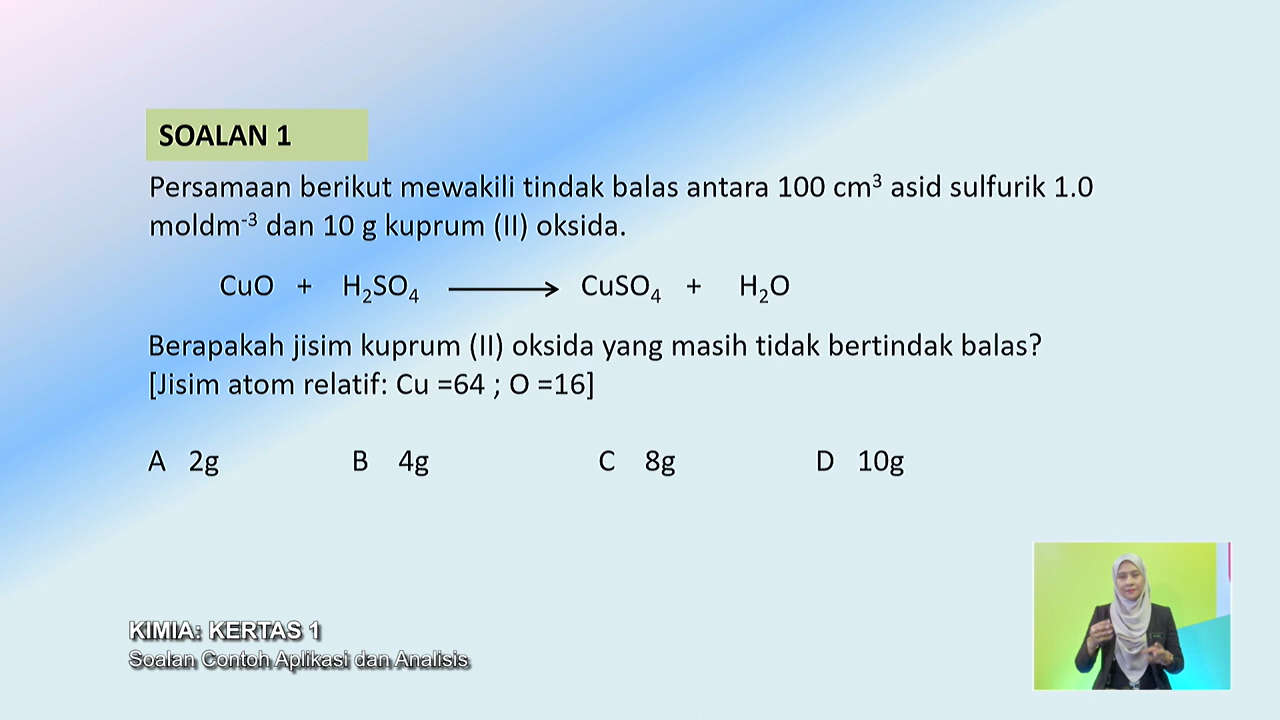 SOALAN 1
Persamaan berikut mewakili tindak balas antara 100 cm³ asid sulfurik 1.0
moldm⁻³ dan 10 g kuprum (II) oksida.
CuO + H₂SO₄ ⟶ CuSO₄ + H₂O
Berapakah jisim kuprum (II) oksida yang masih tidak bertindak balas?
[Jisim atom relatif: Cu =64 ; O =16]
A 2g B 4g C 8g D 10g
KIMIA: KERTAS 1
Soalan Contoh Aplikasi dan Analisis